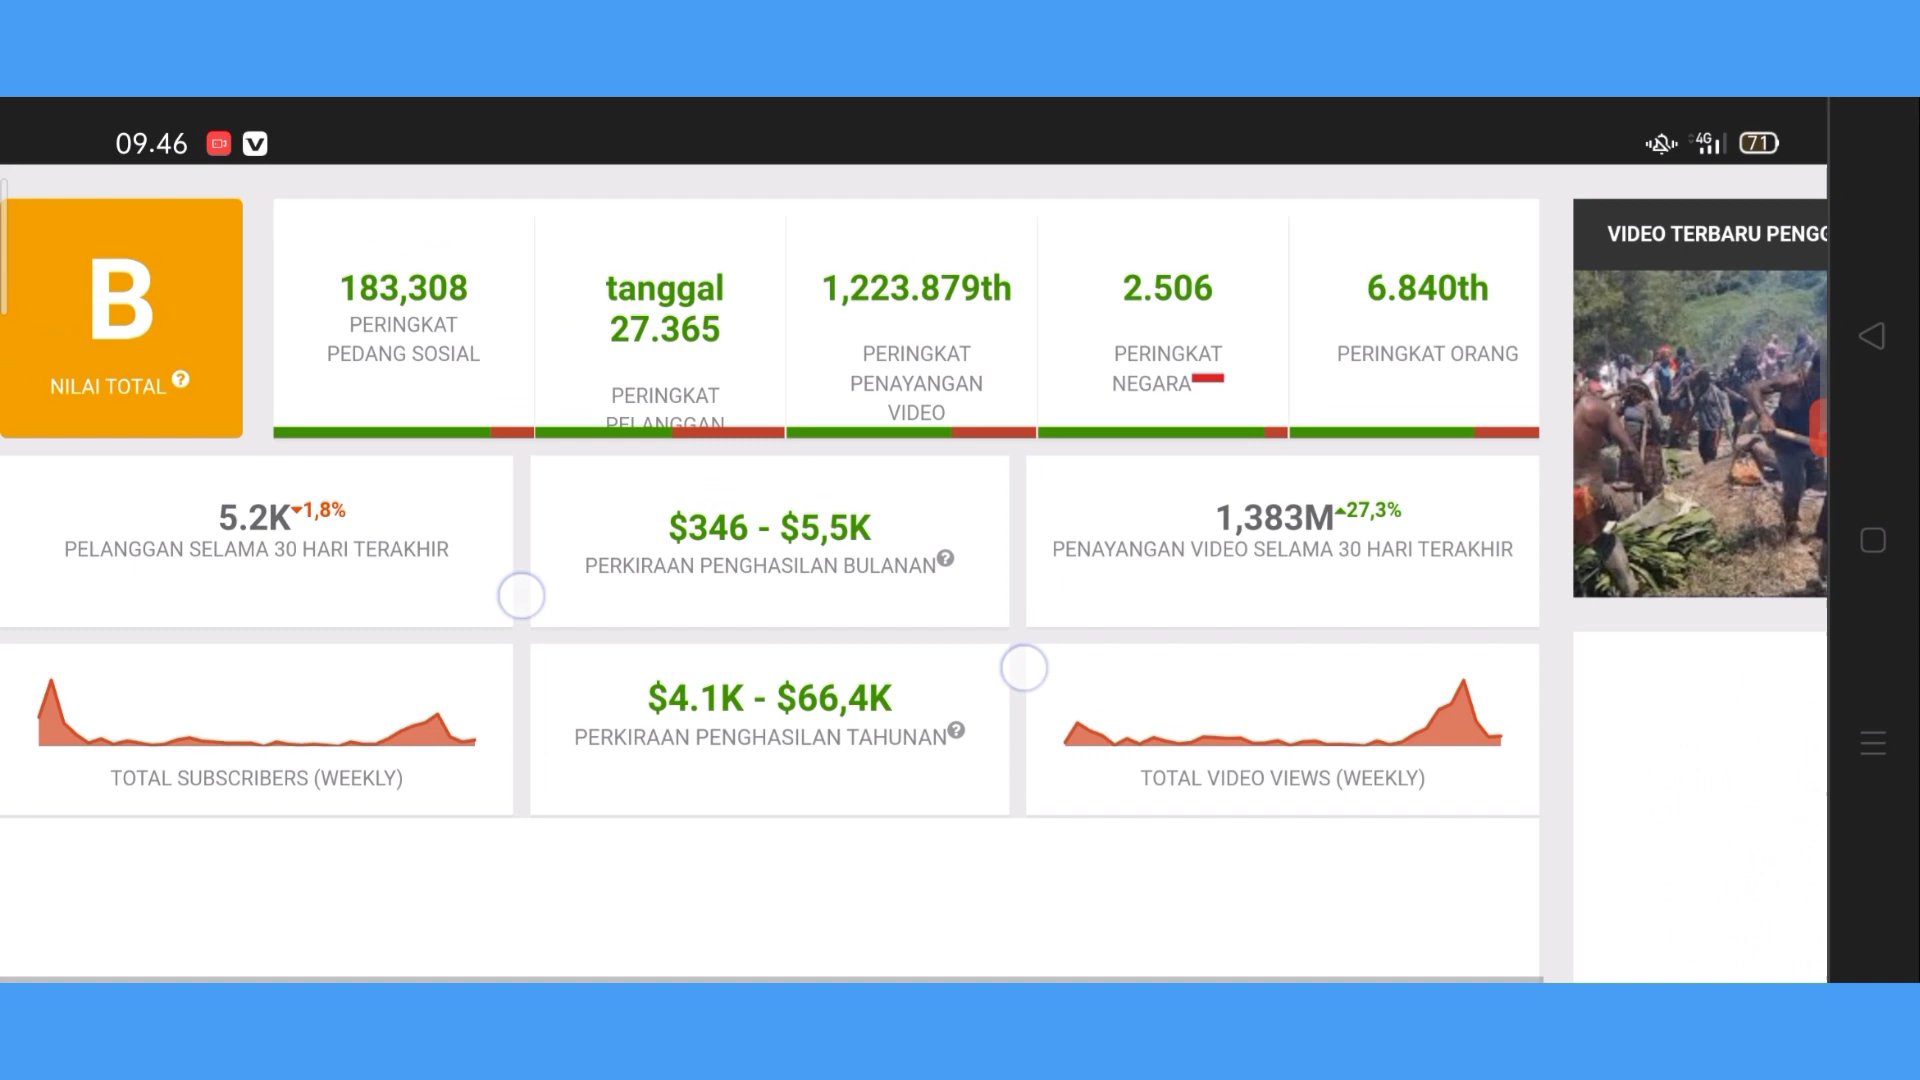 09.46
4G
71
B
NILAI TOTAL ?
183,308
PERINGKAT
PEDANG SOSIAL
tanggal
27.365
PERINGKAT
PELANGGAN
1,223.879th
PERINGKAT
PENAYANGAN
VIDEO
2.506
PERINGKAT
NEGARA
6.840th
PERINGKAT ORANG
VIDEO TERBARU
5.2K 1,8%
PELANGGAN SELAMA 30 HARI TERAKHIR
$346 - $5,5K
PERKIRAAN PENGHASILAN BULANAN ?
1,383M 27,3%
PENAYANGAN VIDEO SELAMA 30 HARI TERAKHIR
TOTAL SUBSCRIBERS (WEEKLY)
$4.1K - $66,4K
PERKIRAAN PENGHASILAN TAHUNAN ?
TOTAL VIDEO VIEWS (WEEKLY)